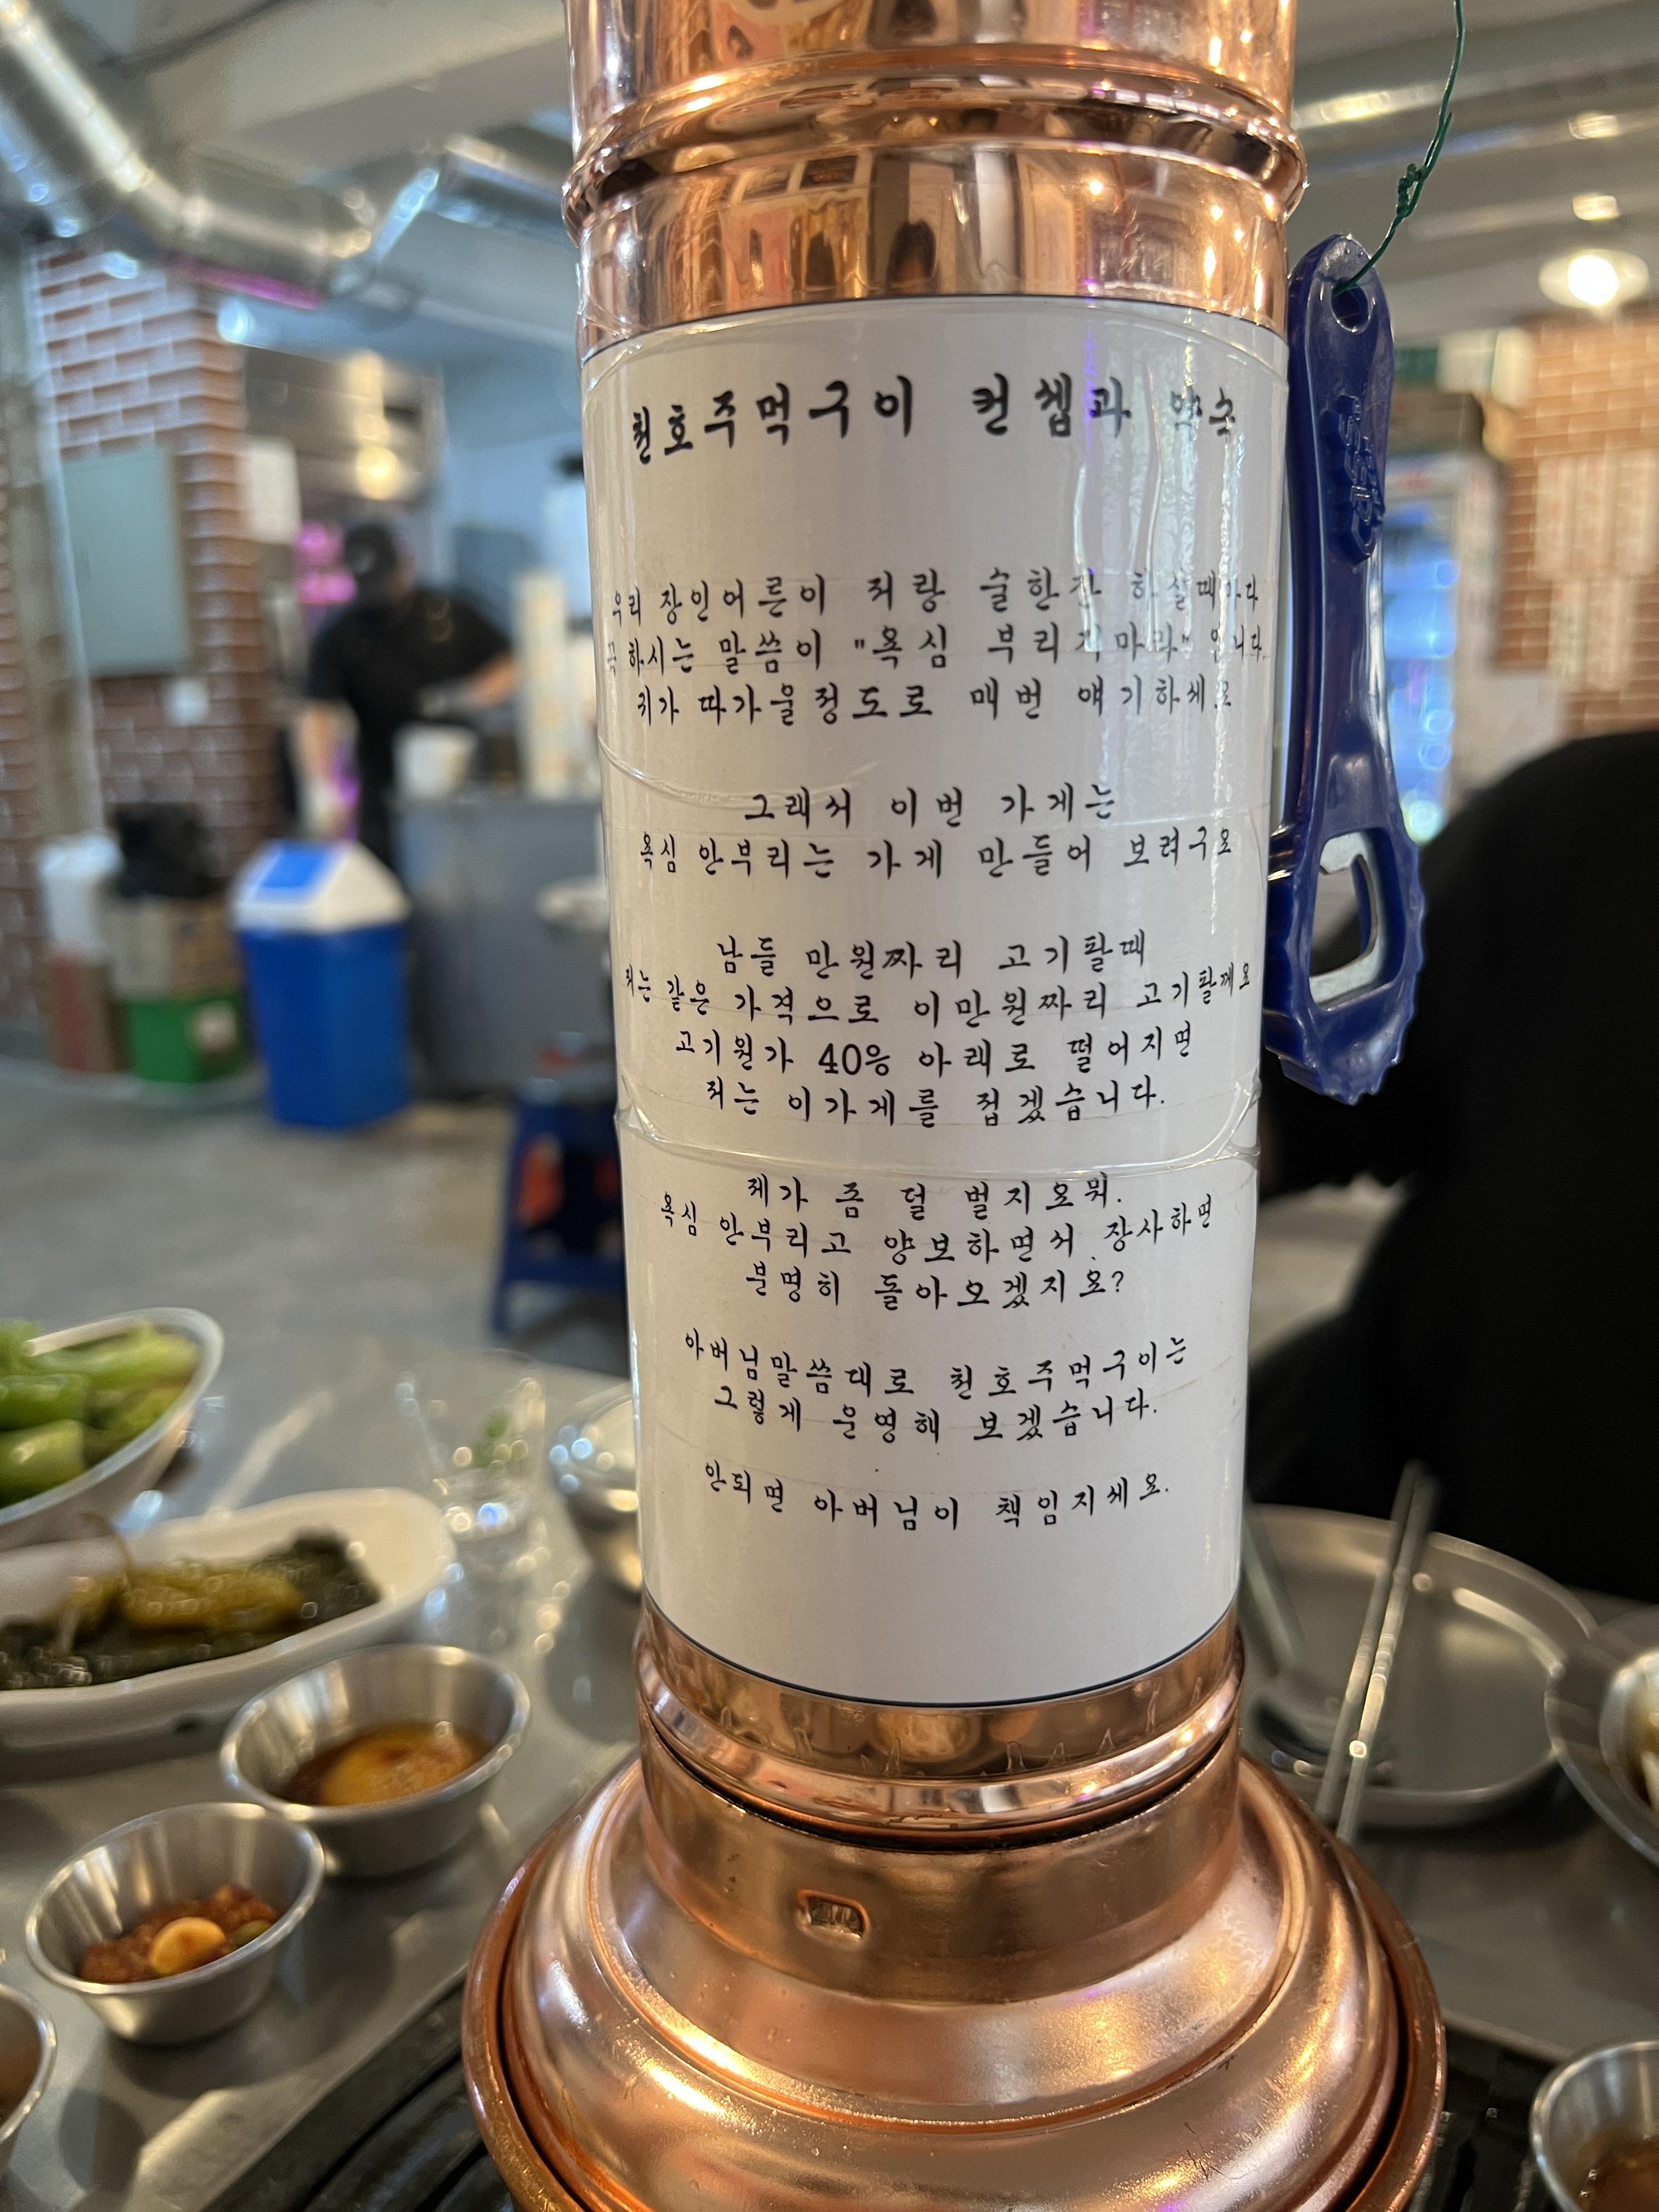 천호주먹구이 컨셉과 약속
우리 장인어른이 저랑 술한잔 하실때마다
꼭 하시는 말씀이 "욕심 부리지마라" 입니다.
귀가 따가울정도로 매번 얘기하세요
그래서 이번 가게는
욕심 안부리는 가게 만들어 보려구요
남들 만원짜리 고기팔때
저는 같은 가격으로 이만원짜리 고기팔께요
고기원가 40% 아래로 떨어지면
저는 이가게를 접겠습니다.
제가 좀 덜 벌지요뭐.
욕심 안부리고 양보하면서 장사하면
분명히 돌아오겠지요?
아버님말씀대로 천호주먹구이는
그렇게 운영해 보겠습니다.
안되면 아버님이 책임지세요.